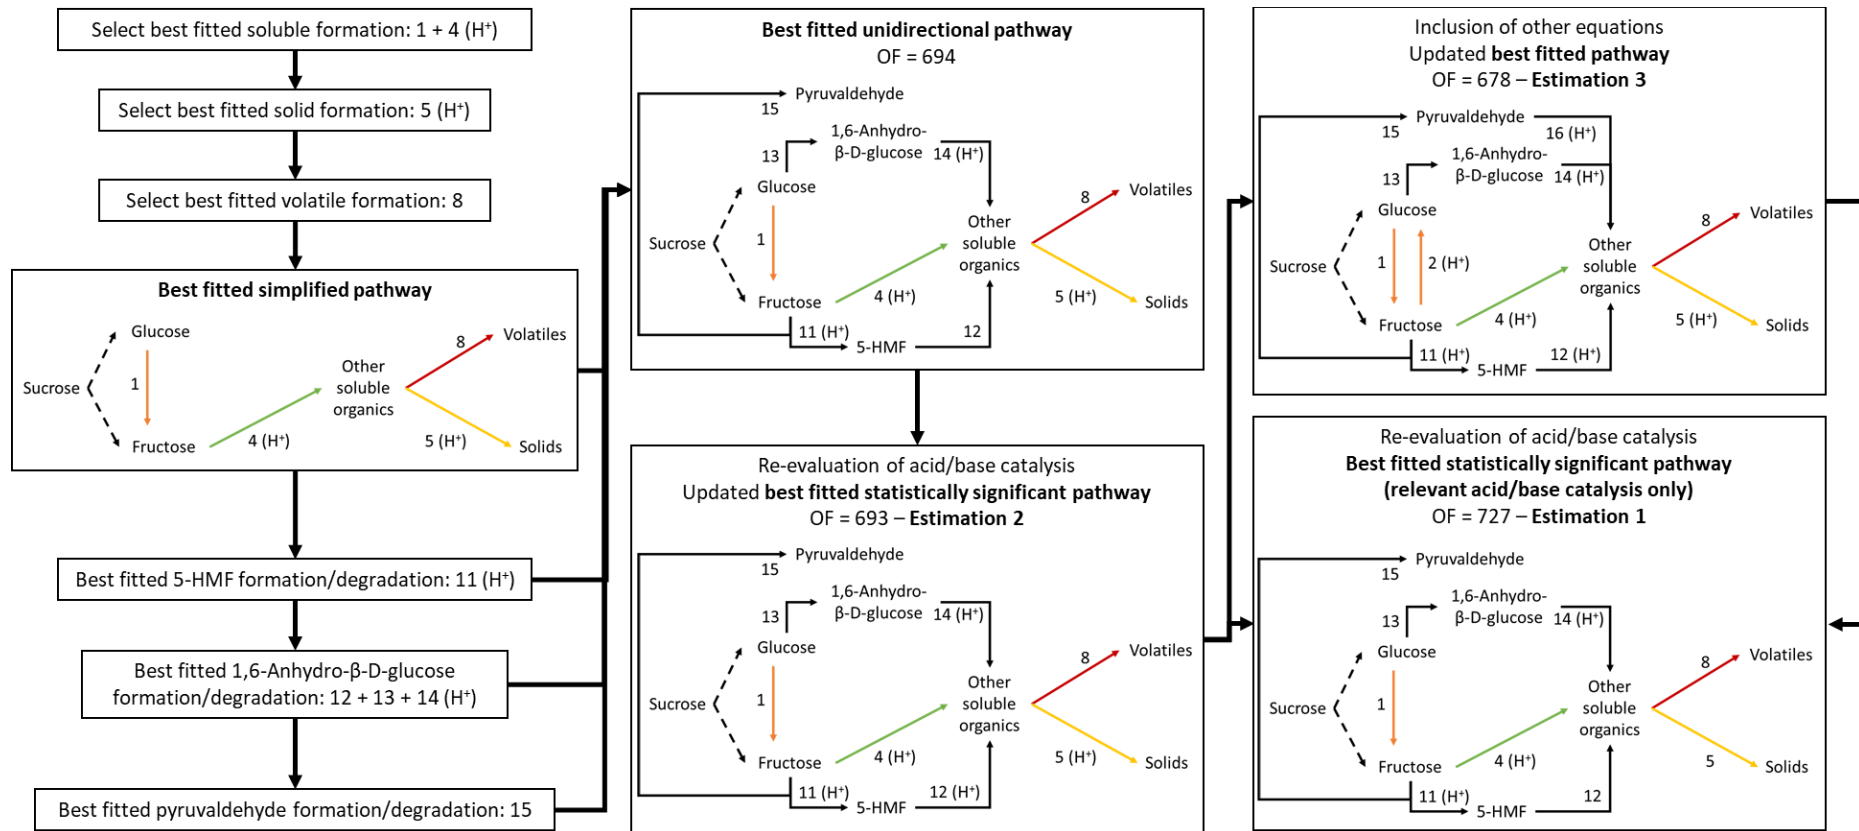 Select best fitted soluble formation: 1 + 4 (H⁺)
Select best fitted solid formation: 5 (H⁺)
Select best fitted volatile formation: 8
Best fitted simplified pathway
Glucose
Volatiles
8
1
Other
soluble
organics
Sucrose
Fructose
4 (H⁺)
5 (H⁺)
Solids
Best fitted 5-HMF formation/degradation: 11 (H⁺)
Best fitted 1,6-Anhydro-β-D-glucose
formation/degradation: 12 + 13 + 14 (H⁺)
Best fitted pyruvaldehyde formation/degradation: 15
Best fitted unidirectional pathway
OF = 694
Pyruvaldehyde
15
1,6-Anhydro-
β-D-glucose
13
14 (H⁺)
Glucose
Volatiles
8
Other
soluble
organics
Sucrose
1
Fructose
4 (H⁺)
5 (H⁺)
Solids
11 (H⁺)
12
5-HMF
Re-evaluation of acid/base catalysis
Updated best fitted statistically significant pathway
OF = 693 – Estimation 2
Pyruvaldehyde
15
1,6-Anhydro-
β-D-glucose
13
14 (H⁺)
Glucose
Volatiles
8
Other
soluble
organics
Sucrose
1
Fructose
4 (H⁺)
5 (H⁺)
Solids
11 (H⁺)
12 (H⁺)
5-HMF
Inclusion of other equations
Updated best fitted pathway
OF = 678 – Estimation 3
Pyruvaldehyde
15
16 (H⁺)
1,6-Anhydro-
β-D-glucose
13
14 (H⁺)
Glucose
Volatiles
8
Other
soluble
organics
Sucrose
1
2 (H⁺)
Fructose
4 (H⁺)
5 (H⁺)
Solids
11 (H⁺)
12 (H⁺)
5-HMF
Re-evaluation of acid/base catalysis
Best fitted statistically significant pathway
(relevant acid/base catalysis only)
OF = 727 – Estimation 1
Pyruvaldehyde
15
1,6-Anhydro-
β-D-glucose
13
14 (H⁺)
Glucose
Volatiles
8
Other
soluble
organics
Sucrose
1
Fructose
4 (H⁺)
5
Solids
11 (H⁺)
12
5-HMF